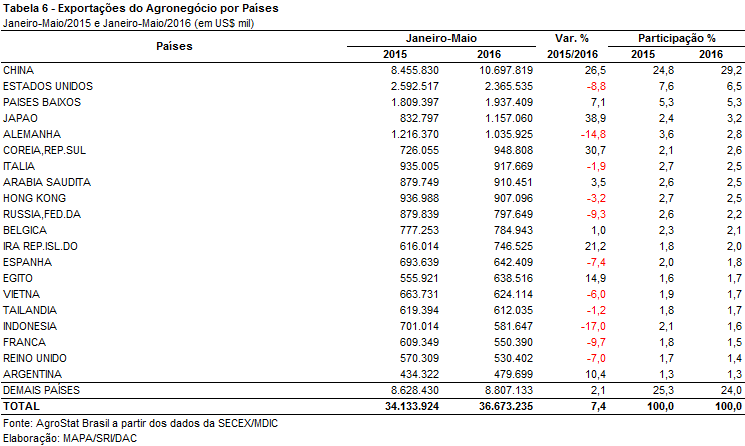 Tabela 6 - Exportações do Agronegócio por Países
Janeiro-Maio/2015 e Janeiro-Maio/2016 (em US$ mil)
Países Janeiro-Maio Var. % Participação %
2015 2016 2015/2016 2015 2016
CHINA 8.455.830 10.697.819 26,5 24,8 29,2
ESTADOS UNIDOS 2.592.517 2.365.535 -8,8 7,6 6,5
PAISES BAIXOS 1.809.397 1.937.409 7,1 5,3 5,3
JAPAO 832.797 1.157.060 38,9 2,4 3,2
ALEMANHA 1.216.370 1.035.925 -14,8 3,6 2,8
COREIA,REP.SUL 726.055 948.808 30,7 2,1 2,6
ITALIA 935.005 917.669 -1,9 2,7 2,5
ARABIA SAUDITA 879.749 910.451 3,5 2,6 2,5
HONG KONG 936.988 907.096 -3,2 2,7 2,5
RUSSIA,FED.DA 879.839 797.649 -9,3 2,6 2,2
BELGICA 777.253 784.943 1,0 2,3 2,1
IRA REP.ISL.DO 616.014 746.525 21,2 1,8 2,0
ESPANHA 693.639 642.409 -7,4 2,0 1,8
EGITO 555.921 638.516 14,9 1,6 1,7
VIETNA 663.731 624.114 -6,0 1,9 1,7
TAILANDIA 619.394 612.035 -1,2 1,8 1,7
INDONESIA 701.014 581.647 -17,0 2,1 1,6
FRANCA 609.349 550.390 -9,7 1,8 1,5
REINO UNIDO 570.309 530.402 -7,0 1,7 1,4
ARGENTINA 434.322 479.699 10,4 1,3 1,3
DEMAIS PAÍSES 8.628.430 8.807.133 2,1 25,3 24,0
TOTAL 34.133.924 36.673.235 7,4 100,0 100,0
Fonte: AgroStat Brasil a partir dos dados da SECEX/MDIC
Elaboração: MAPA/SRI/DAC